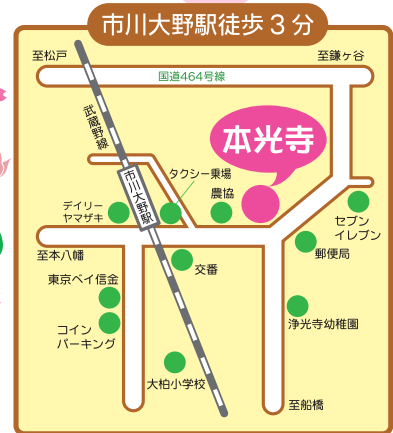 市川大野駅徒歩3分
至松戸
至鎌ヶ谷
国道464号線
武蔵野線
本光寺
タクシー乗場
市川大野駅
農協
デイリー
ヤマザキ
セブン
イレブン
至本八幡
郵便局
交番
東京ベイ信金
コイン
パーキング
浄光寺幼稚園
大柏小学校
至船橋